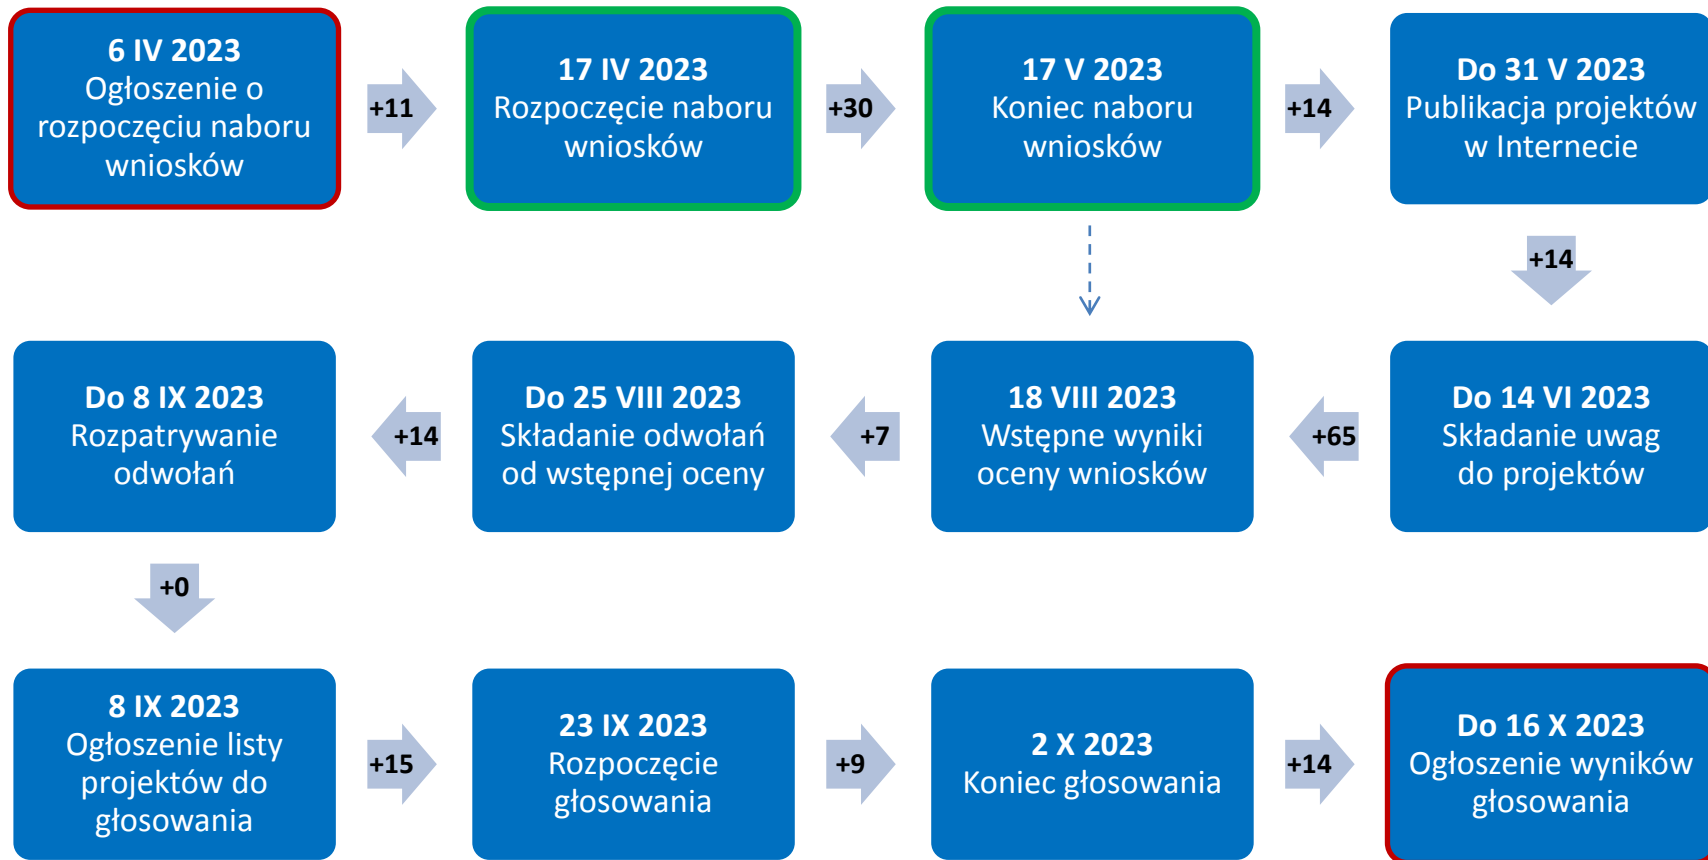 6 IV 2023
Ogłoszenie o
rozpoczęciu naboru
wniosków
+11
17 IV 2023
Rozpoczęcie naboru
wniosków
+30
17 V 2023
Koniec naboru
wniosków
+14
Do 31 V 2023
Publikacja projektów
w Internecie
+14
Do 14 VI 2023
Składanie uwag
do projektów
+65
18 VIII 2023
Wstępne wyniki
oceny wniosków
+7
Do 25 VIII 2023
Składanie odwołań
od wstępnej oceny
+14
Do 8 IX 2023
Rozpatrywanie
odwołań
+0
8 IX 2023
Ogłoszenie listy
projektów do
głosowania
+15
23 IX 2023
Rozpoczęcie
głosowania
+9
2 X 2023
Koniec głosowania
+14
Do 16 X 2023
Ogłoszenie wyników
głosowania